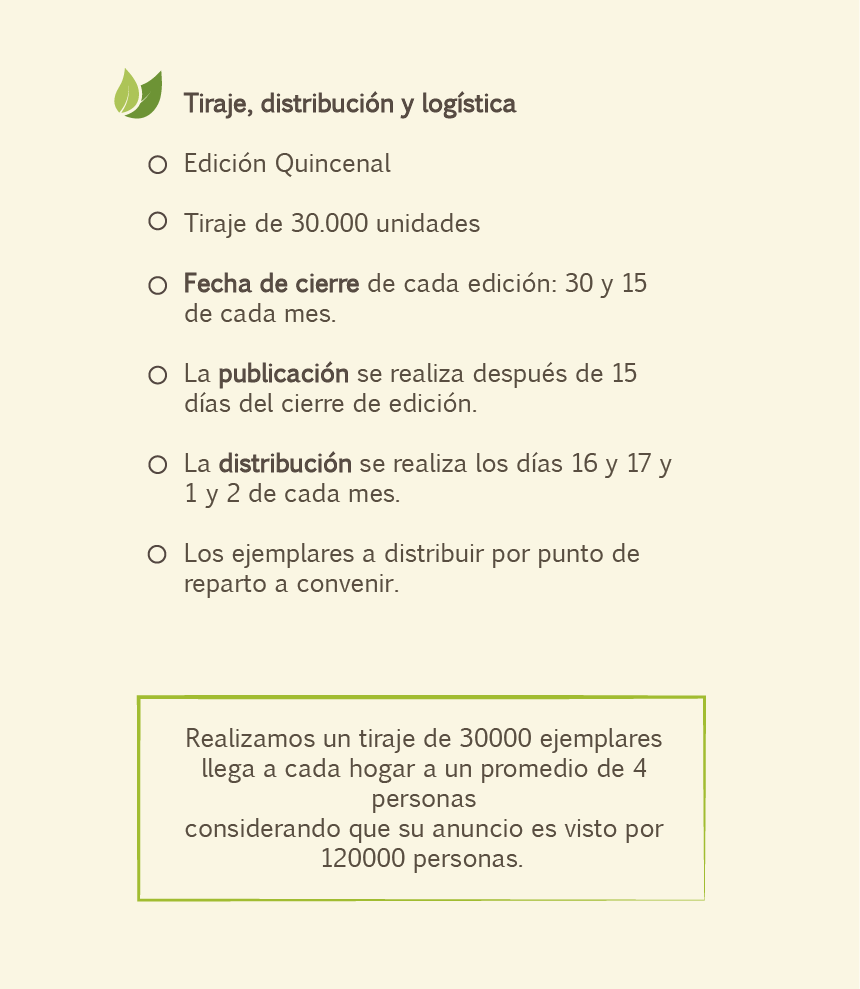 Tiraje, distribución y logística
Edición Quincenal
Tiraje de 30.000 unidades
Fecha de cierre de cada edición: 30 y 15
de cada mes.
La publicación se realiza después de 15
días del cierre de edición.
La distribución se realiza los días 16 y 17 y
1 y 2 de cada mes.
Los ejemplares a distribuir por punto de
reparto a convenir.
Realizamos un tiraje de 30000 ejemplares
llega a cada hogar a un promedio de 4
personas
considerando que su anuncio es visto por
120000 personas.